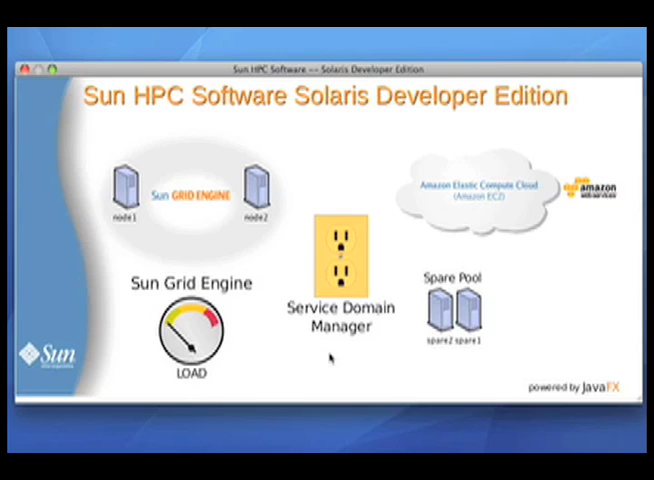 Sun HPC Software -- Solaris Developer Edition
Sun HPC Software Solaris Developer Edition
Sun GRID ENGINE
node1
node2
Amazon Elastic Compute Cloud
(Amazon EC2)
amazon
webservices
Sun Grid Engine
LOAD
Service Domain
Manager
Spare Pool
spare2 spare1
Sun
powered by JavaFX